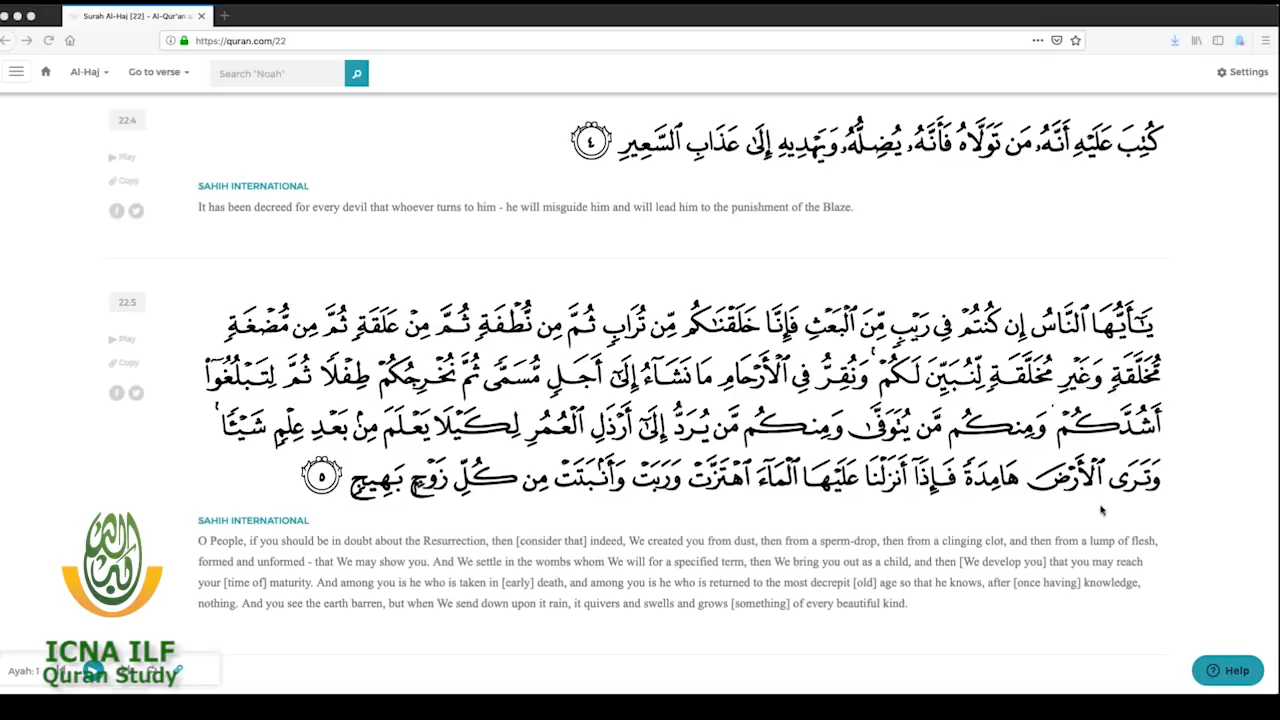 Surah Al-Haj [22] - Al-Qur'an a
https://quran.com/22
Al-Haj
Go to verse
Search "Noah"
Settings
22:4
كُتِبَ عَلَيْهِ أَنَّهُۥ مَن تَوَلَّاهُ فَأَنَّهُۥ يُضِلُّهُۥ وَيَهْدِيهِ إِلَىٰ عَذَابِ ٱلسَّعِيرِ ٤
Play
Copy
SAHIH INTERNATIONAL
It has been decreed for every devil that whoever turns to him - he will misguide him and will lead him to the punishment of the Blaze.
22:5
يَـٰٓأَيُّهَا ٱلنَّاسُ إِن كُنتُمْ فِى رَيْبٍ مِّنَ ٱلْبَعْثِ فَإِنَّا خَلَقْنَـٰكُم مِّن تُرَابٍ ثُمَّ مِن نُّطْفَةٍ ثُمَّ مِنْ عَلَقَةٍ ثُمَّ مِن مُّضْغَةٍ
مُّخَلَّقَةٍ وَغَيْرِ مُخَلَّقَةٍ لِّنُبَيِّنَ لَكُمْ ۚ وَنُقِرُّ فِى ٱلْأَرْحَامِ مَا نَشَآءُ إِلَىٰٓ أَجَلٍ مُّسَمًّى ثُمَّ نُخْرِجُكُمْ طِفْلًا ثُمَّ لِتَبْلُغُوٓا۟
أَشُدَّكُمْ ۖ وَمِنكُم مَّن يُتَوَفَّىٰ وَمِنكُم مَّن يُرَدُّ إِلَىٰٓ أَرْذَلِ ٱلْعُمُرِ لِكَيْلَا يَعْلَمَ مِنۢ بَعْدِ عِلْمٍ شَيْـًٔا ۚ
وَتَرَى ٱلْأَرْضَ هَامِدَةً فَإِذَآ أَنزَلْنَا عَلَيْهَا ٱلْمَآءَ ٱهْتَزَّتْ وَرَبَتْ وَأَنۢبَتَتْ مِن كُلِّ زَوْجٍۭ بَهِيجٍ ٥
Play
Copy
SAHIH INTERNATIONAL
O People, if you should be in doubt about the Resurrection, then [consider that] indeed, We created you from dust, then from a sperm-drop, then from a clinging clot, and then from a lump of flesh,
formed and unformed - that We may show you. And We settle in the wombs whom We will for a specified term, then We bring you out as a child, and then [We develop you] that you may reach
your [time of] maturity. And among you is he who is taken in [early] death, and among you is he who is returned to the most decrepit [old] age so that he knows, after [once having] knowledge,
nothing. And you see the earth barren, but when We send down upon it rain, it quivers and swells and grows [something] of every beautiful kind.
ICNA ILF
Quran Study
Ayah: 1
Help